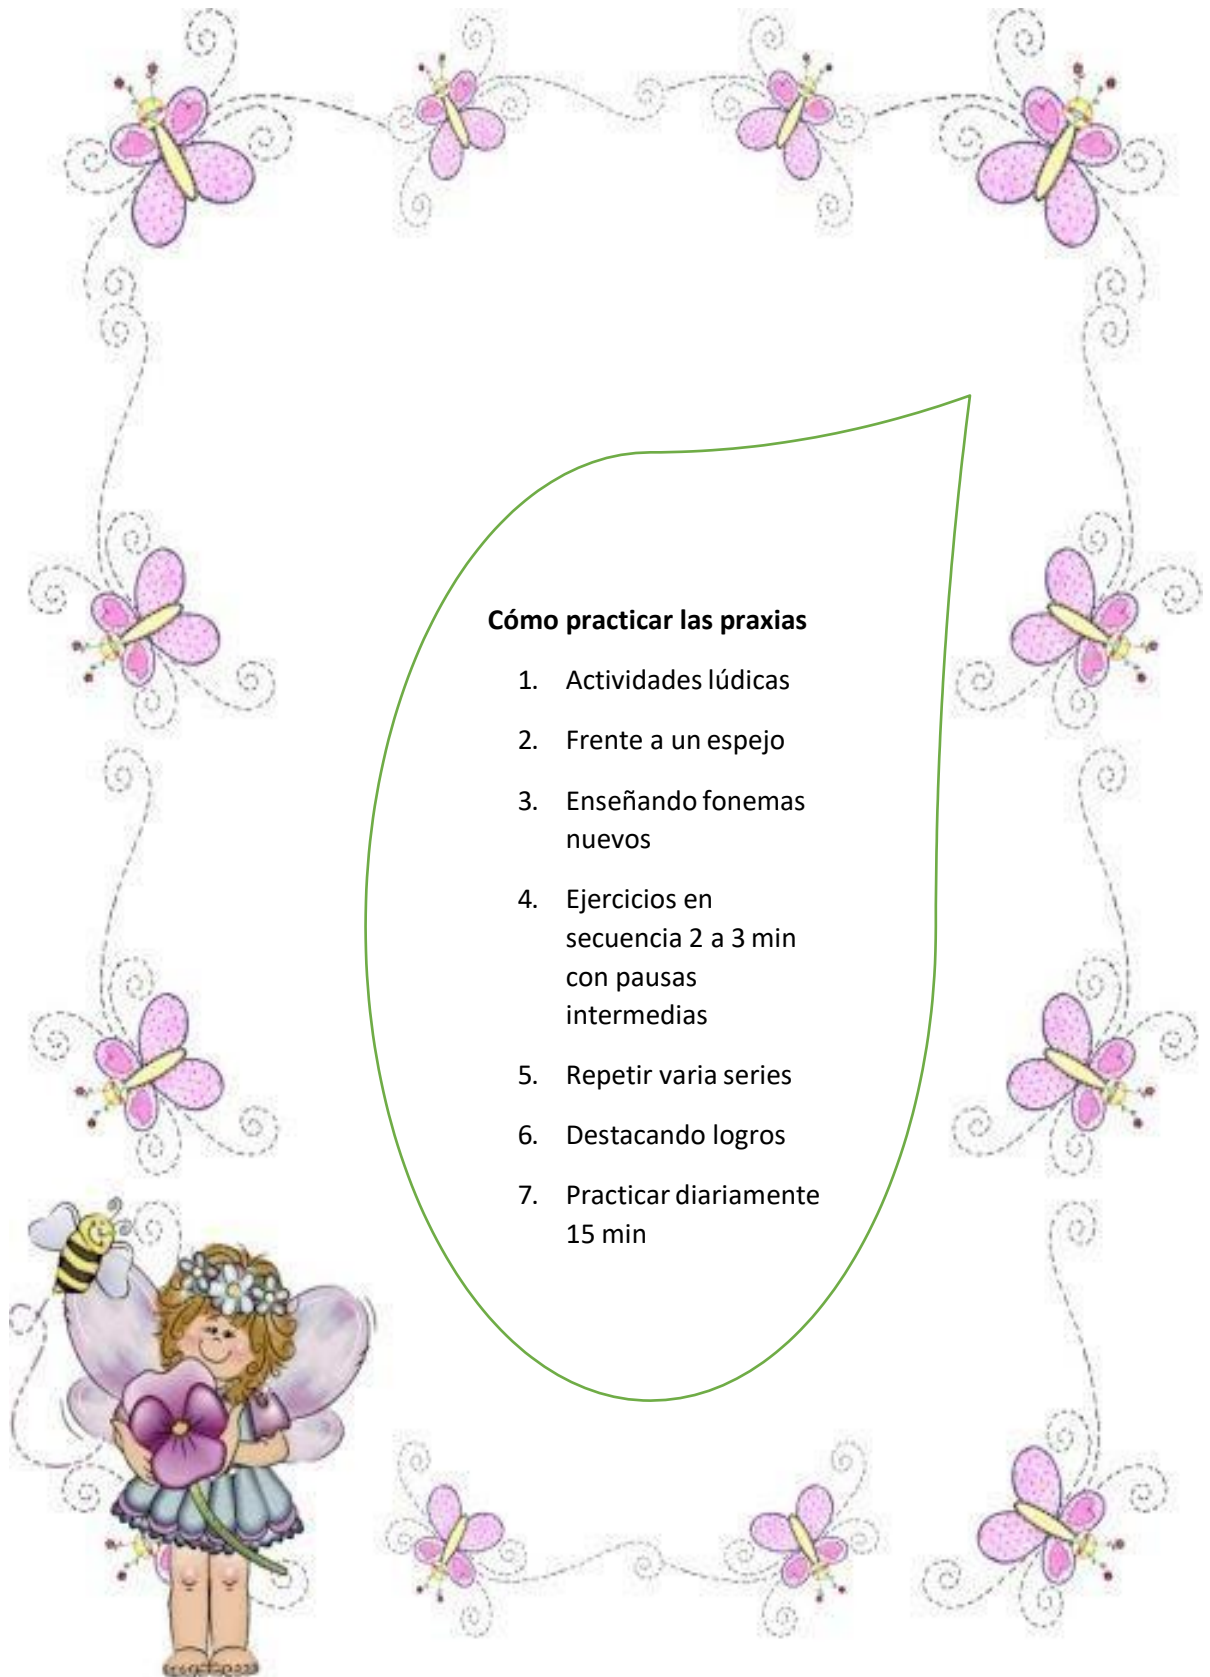 Cómo practicar las praxias
1. Actividades lúdicas
2. Frente a un espejo
3. Enseñando fonemas
nuevos
4. Ejercicios en
secuencia 2 a 3 min
con pausas
intermedias
5. Repetir varia series
6. Destacando logros
7. Practicar diariamente
15 min